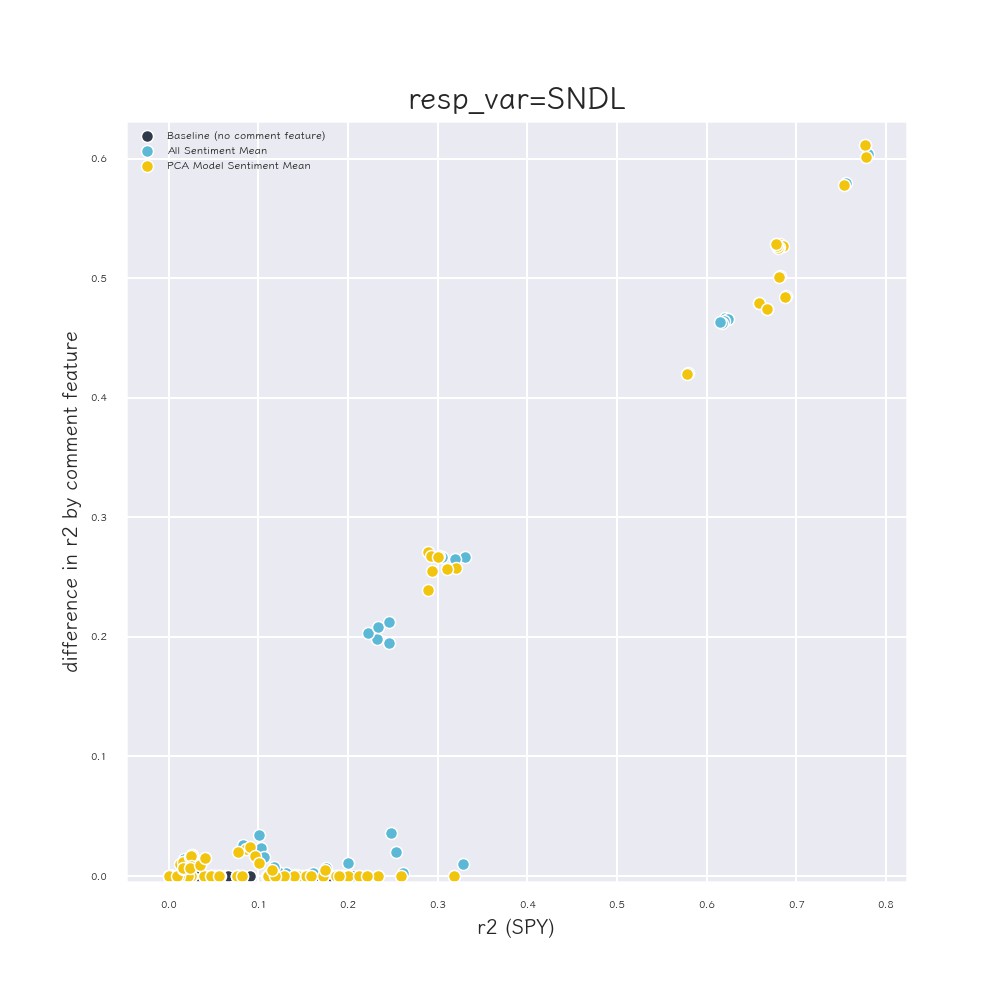 resp_var=SNDL
Baseline (no comment feature)
All Sentiment Mean
PCA Model Sentiment Mean
difference in r2 by comment feature
0.6
0.5
0.4
0.3
0.2
0.1
0.0
0.0 0.1 0.2 0.3 0.4 0.5 0.6 0.7 0.8
r2 (SPY)